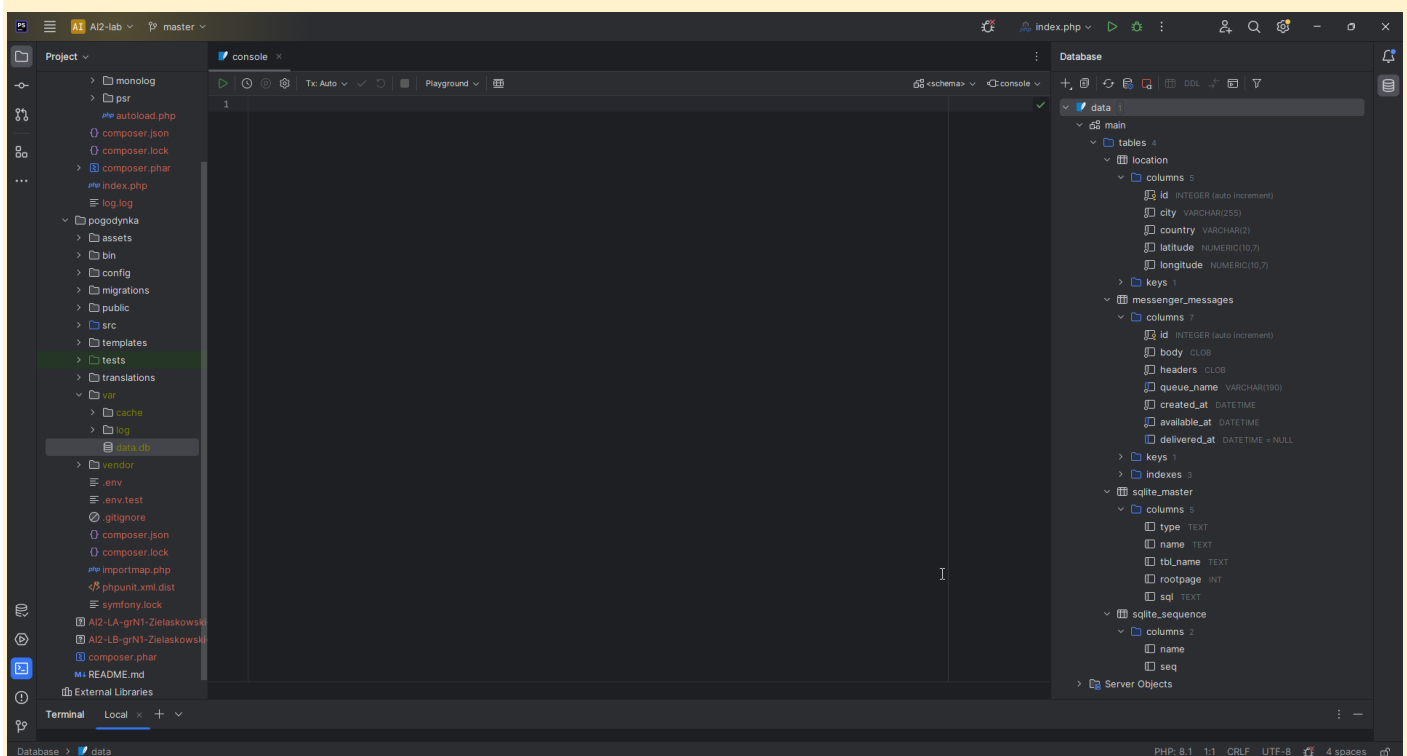 PS AI AI2-lab master index.php
Project
monolog
psr
php autoload.php
{} composer.json
{} composer.lock
composer.phar
php index.php
log.log
pogodynka
assets
bin
config
migrations
public
src
templates
tests
translations
var
cache
log
data.db
vendor
.env
.env.test
.gitignore
{} composer.json
{} composer.lock
php importmap.php
phpunit.xml.dist
symfony.lock
AI2-LA-grN1-Zielaskowski
AI2-LB-grN1-Zielaskowski
composer.phar
M↓ README.md
External Libraries
console
Tx: Auto Playground <schema> console
1
Database
DDL
data 1
main
tables 4
location
columns 5
id INTEGER (auto increment)
city VARCHAR(255)
country VARCHAR(2)
latitude NUMERIC(10,7)
longitude NUMERIC(10,7)
keys 1
messenger_messages
columns 7
id INTEGER (auto increment)
body CLOB
headers CLOB
queue_name VARCHAR(190)
created_at DATETIME
available_at DATETIME
delivered_at DATETIME = NULL
keys 1
indexes 3
sqlite_master
columns 5
type TEXT
name TEXT
tbl_name TEXT
rootpage INT
sql TEXT
sqlite_sequence
columns 2
name
seq
Server Objects
Terminal Local
Database > data PHP: 8.1 1:1 CRLF UTF-8 4 spaces